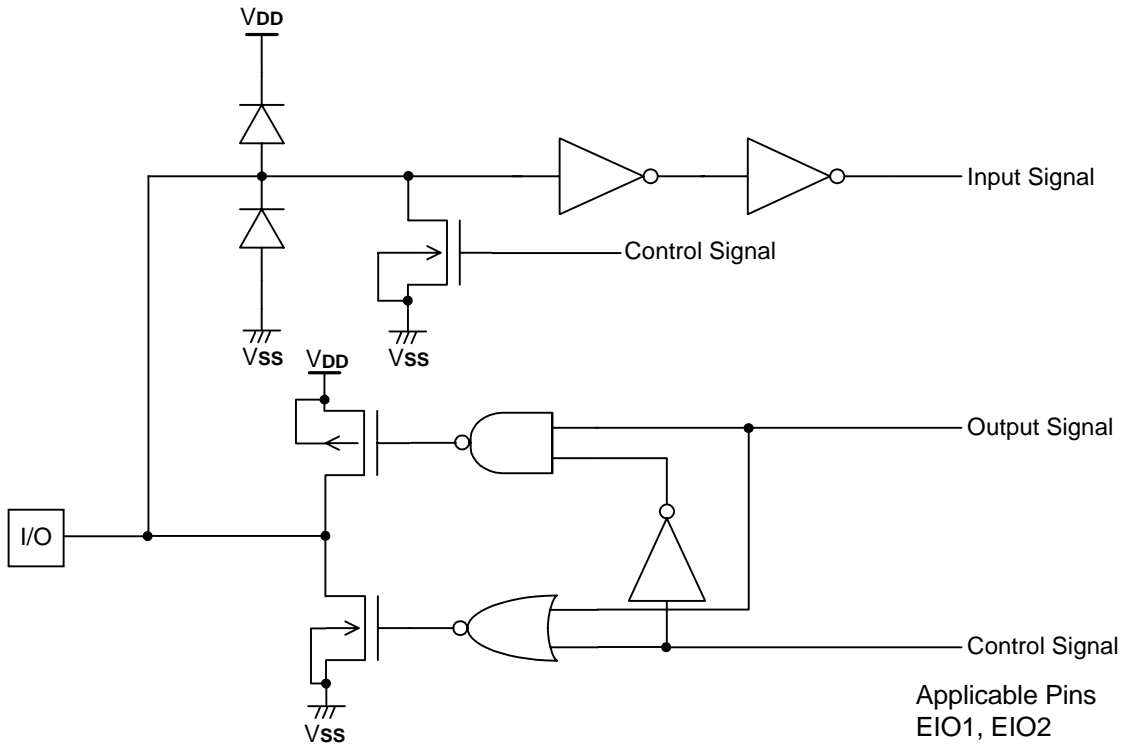 VDD
Input Signal
Control Signal
VSS
VSS
VDD
Output Signal
I/O
Control Signal
VSS
Applicable Pins
EIO1, EIO2